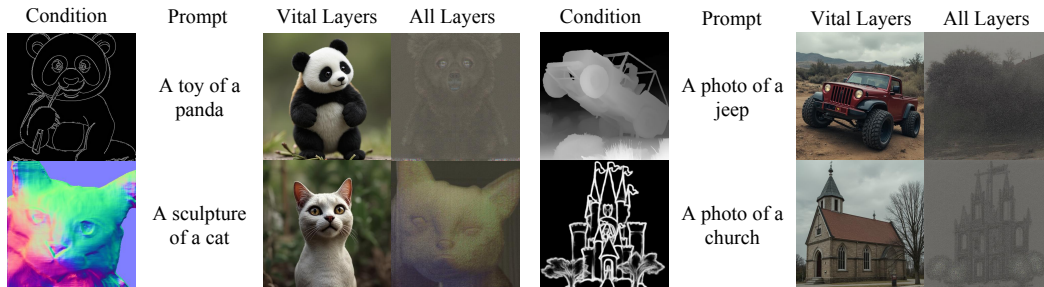 Condition Prompt Vital Layers All Layers Condition Prompt Vital Layers All Layers
A toy of a
panda
A photo of a
jeep
A sculpture
of a cat
A photo of a
church